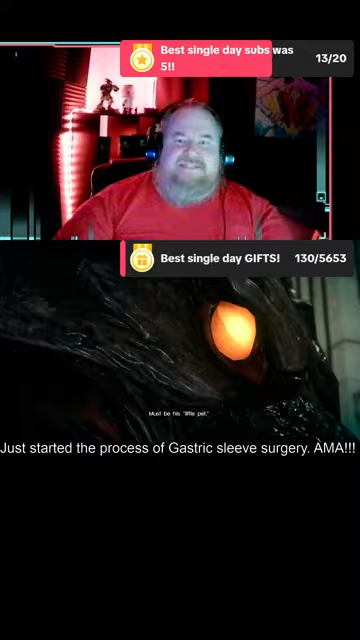 Best single day subs was
5!!
13/20
Best single day GIFTS!
130/5653
Must be his "little pet."
Just started the process of Gastric sleeve surgery. AMA!!!